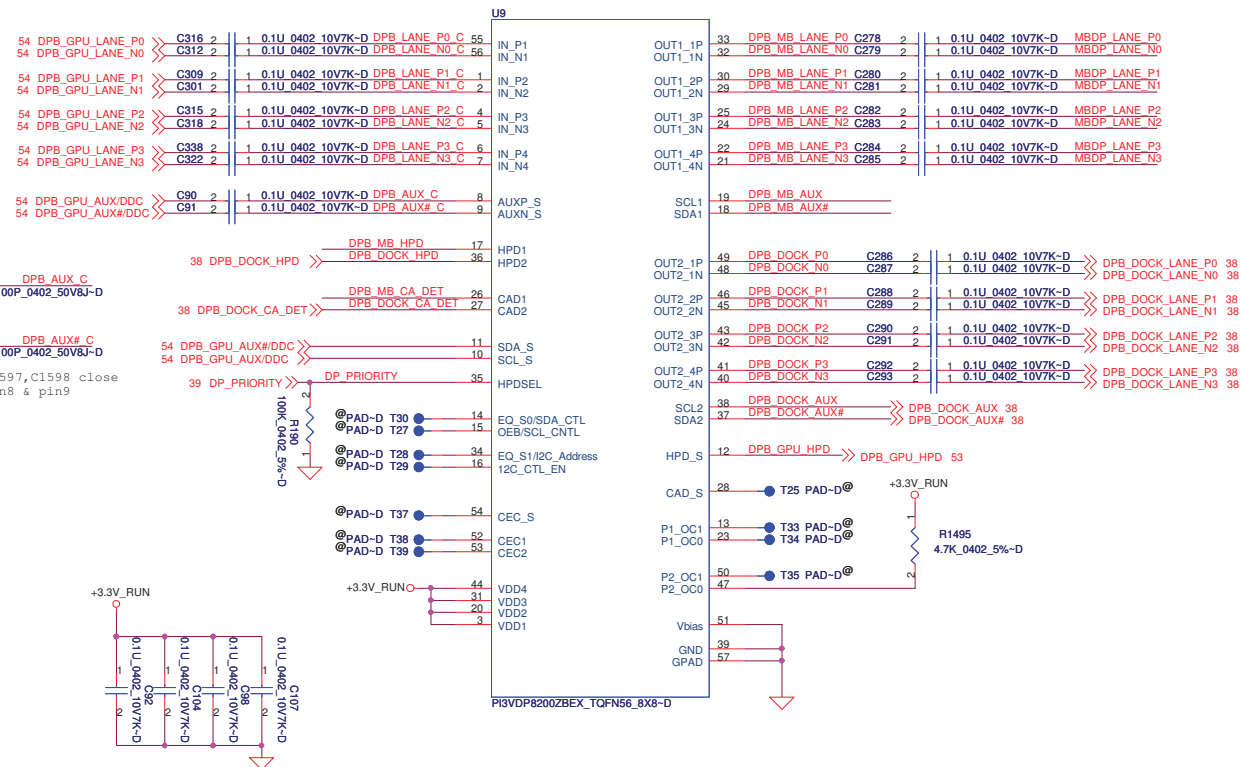 U9
54 DPB_GPU_LANE_P0 C316 2 1 0.1U_0402_10V7K~D DPB_LANE_P0_C 55 IN_P1
54 DPB_GPU_LANE_N0 C312 2 1 0.1U_0402_10V7K~D DPB_LANE_N0_C 56 IN_N1
54 DPB_GPU_LANE_P1 C309 2 1 0.1U_0402_10V7K~D DPB_LANE_P1_C 1 IN_P2
54 DPB_GPU_LANE_N1 C301 2 1 0.1U_0402_10V7K~D DPB_LANE_N1_C 2 IN_N2
54 DPB_GPU_LANE_P2 C315 2 1 0.1U_0402_10V7K~D DPB_LANE_P2_C 4 IN_P3
54 DPB_GPU_LANE_N2 C318 2 1 0.1U_0402_10V7K~D DPB_LANE_N2_C 5 IN_N3
54 DPB_GPU_LANE_P3 C338 2 1 0.1U_0402_10V7K~D DPB_LANE_P3_C 6 IN_P4
54 DPB_GPU_LANE_N3 C322 2 1 0.1U_0402_10V7K~D DPB_LANE_N3_C 7 IN_N4
54 DPB_GPU_AUX/DDC C90 2 1 0.1U_0402_10V7K~D DPB_AUX_C 8 AUXP_S
54 DPB_GPU_AUX#/DDC C91 2 1 0.1U_0402_10V7K~D DPB_AUX#_C 9 AUXN_S
DPB_MB_HPD 17 HPD1
38 DPB_DOCK_HPD DPB_DOCK_HPD 36 HPD2
DPB_AUX_C
00P_0402_50V8J~D
DPB_MB_CA_DET 26 CAD1
38 DPB_DOCK_CA_DET DPB_DOCK_CA_DET 27 CAD2
DPB_AUX#_C
00P_0402_50V8J~D
597,C1598 close
n8 & pin9
54 DPB_GPU_AUX#/DDC 11 SDA_S
54 DPB_GPU_AUX/DDC 10 SCL_S
39 DP_PRIORITY DP_PRIORITY 35 HPDSEL
2 1 R190
100K_0402_5%~D
@PAD~D T30 14 EQ_S0/SDA_CTL
@PAD~D T27 15 OEB/SCL_CNTL
@PAD~D T28 34 EQ_S1/I2C_Address
@PAD~D T29 16 12C_CTL_EN
@PAD~D T37 54 CEC_S
@PAD~D T38 52 CEC1
@PAD~D T39 53 CEC2
+3.3V_RUN 44 VDD4
31 VDD3
20 VDD2
3 VDD1
OUT1_1P 33 DPB_MB_LANE_P0 C278 2 1 0.1U_0402_10V7K~D MBDP_LANE_P0
OUT1_1N 32 DPB_MB_LANE_N0 C279 2 1 0.1U_0402_10V7K~D MBDP_LANE_N0
OUT1_2P 30 DPB_MB_LANE_P1 C280 2 1 0.1U_0402_10V7K~D MBDP_LANE_P1
OUT1_2N 29 DPB_MB_LANE_N1 C281 2 1 0.1U_0402_10V7K~D MBDP_LANE_N1
OUT1_3P 25 DPB_MB_LANE_P2 C282 2 1 0.1U_0402_10V7K~D MBDP_LANE_P2
OUT1_3N 24 DPB_MB_LANE_N2 C283 2 1 0.1U_0402_10V7K~D MBDP_LANE_N2
OUT1_4P 22 DPB_MB_LANE_P3 C284 2 1 0.1U_0402_10V7K~D MBDP_LANE_P3
OUT1_4N 21 DPB_MB_LANE_N3 C285 2 1 0.1U_0402_10V7K~D MBDP_LANE_N3
SCL1 19 DPB_MB_AUX
SDA1 18 DPB_MB_AUX#
OUT2_1P 49 DPB_DOCK_P0 C286 2 1 0.1U_0402_10V7K~D DPB_DOCK_LANE_P0 38
OUT2_1N 48 DPB_DOCK_N0 C287 2 1 0.1U_0402_10V7K~D DPB_DOCK_LANE_N0 38
OUT2_2P 46 DPB_DOCK_P1 C288 2 1 0.1U_0402_10V7K~D DPB_DOCK_LANE_P1 38
OUT2_2N 45 DPB_DOCK_N1 C289 2 1 0.1U_0402_10V7K~D DPB_DOCK_LANE_N1 38
OUT2_3P 43 DPB_DOCK_P2 C290 2 1 0.1U_0402_10V7K~D DPB_DOCK_LANE_P2 38
OUT2_3N 42 DPB_DOCK_N2 C291 2 1 0.1U_0402_10V7K~D DPB_DOCK_LANE_N2 38
OUT2_4P 41 DPB_DOCK_P3 C292 2 1 0.1U_0402_10V7K~D DPB_DOCK_LANE_P3 38
OUT2_4N 40 DPB_DOCK_N3 C293 2 1 0.1U_0402_10V7K~D DPB_DOCK_LANE_N3 38
SCL2 38 DPB_DOCK_AUX DPB_DOCK_AUX 38
SDA2 37 DPB_DOCK_AUX# DPB_DOCK_AUX# 38
HPD_S 12 DPB_GPU_HPD DPB_GPU_HPD 53
CAD_S 28 T25 PAD~D@
+3.3V_RUN
P1_OC1 13 T33 PAD~D@
P1_OC0 23 T34 PAD~D@
1 2 R1495
4.7K_0402_5%~D
P2_OC1 50 T35 PAD~D@
P2_OC0 47
Vbias 51
GND 39
GPAD 57
PI3VDP8200ZBEX_TQFN56_8X8~D
+3.3V_RUN
1 2 C92
0.1U_0402_10V7K~D
1 2 C104
0.1U_0402_10V7K~D
1 2 C98
0.1U_0402_10V7K~D
1 2 C107
0.1U_0402_10V7K~D